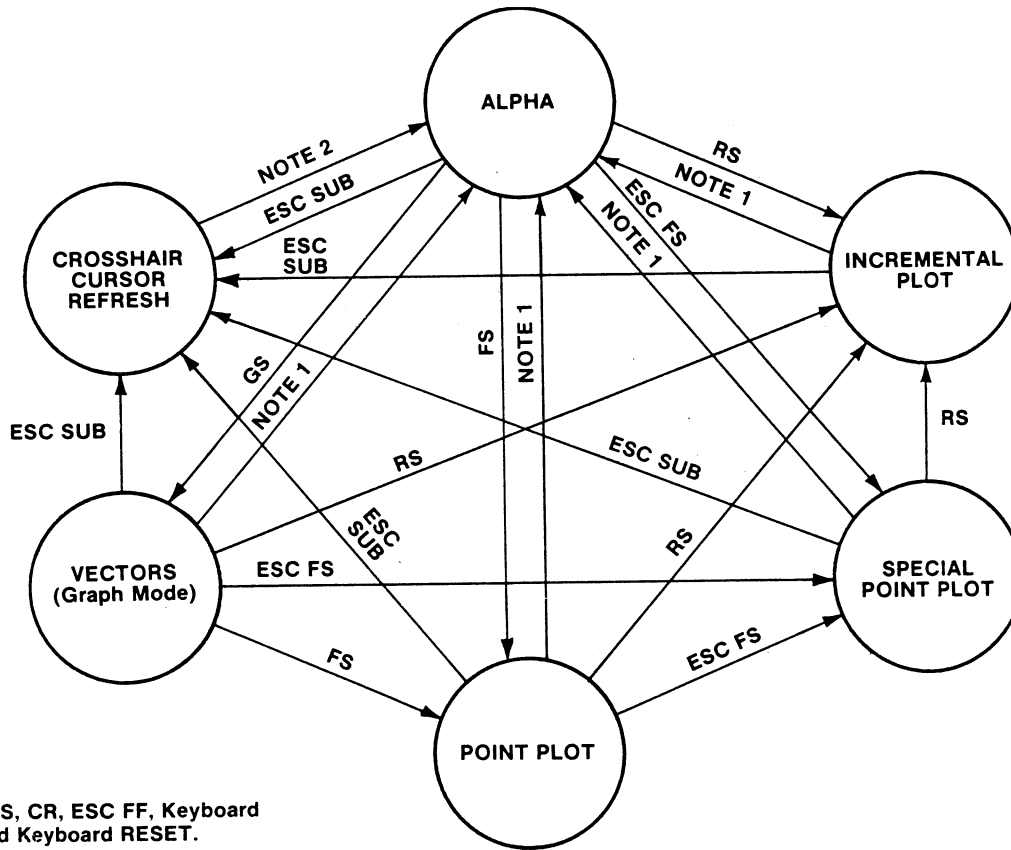 ALPHA
RS
NOTE 1
NOTE 2
ESC SUB
ESC
SUB
ESC FS
NOTE 1
CROSSHAIR
CURSOR
REFRESH
INCREMENTAL
PLOT
GS
NOTE 1
FS
NOTE 1
ESC SUB
RS
ESC SUB
RS
ESC
SUB
RS
VECTORS
(Graph Mode)
ESC FS
SPECIAL
POINT PLOT
FS
ESC FS
POINT PLOT
S, CR, ESC FF, Keyboard
d Keyboard RESET.